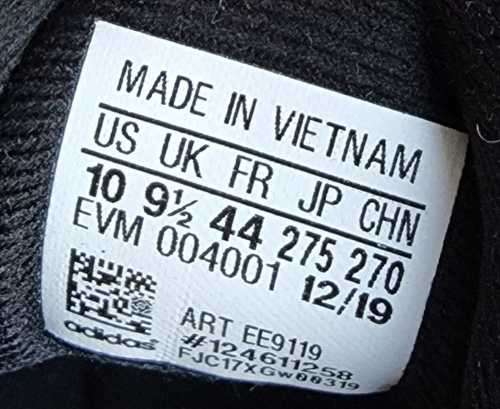 MADE IN VIETNAM
US UK FR JP CHN
10 9½ 44 275 270
EVM 004001 12/19
ART EE9119
#124611258
FJC17XGW00319
adidas